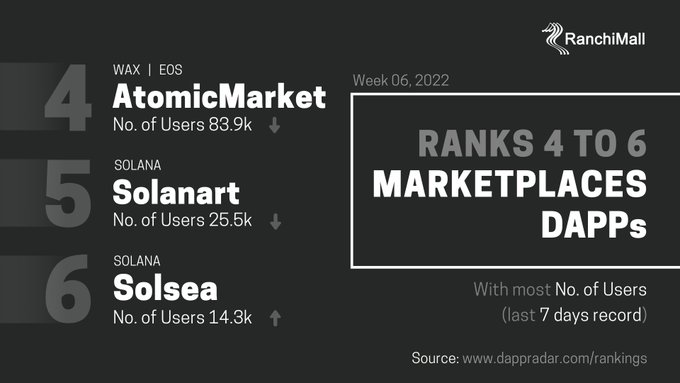 RanchiMall
4
WAX | EOS
AtomicMarket
No. of Users 83.9k
5
SOLANA
Solanart
No. of Users 25.5k
6
SOLANA
Solsea
No. of Users 14.3k
Week 06, 2022
RANKS 4 TO 6
MARKETPLACES
DAPPs
With most No. of Users
(last 7 days record)
Source: www.dappradar.com/rankings